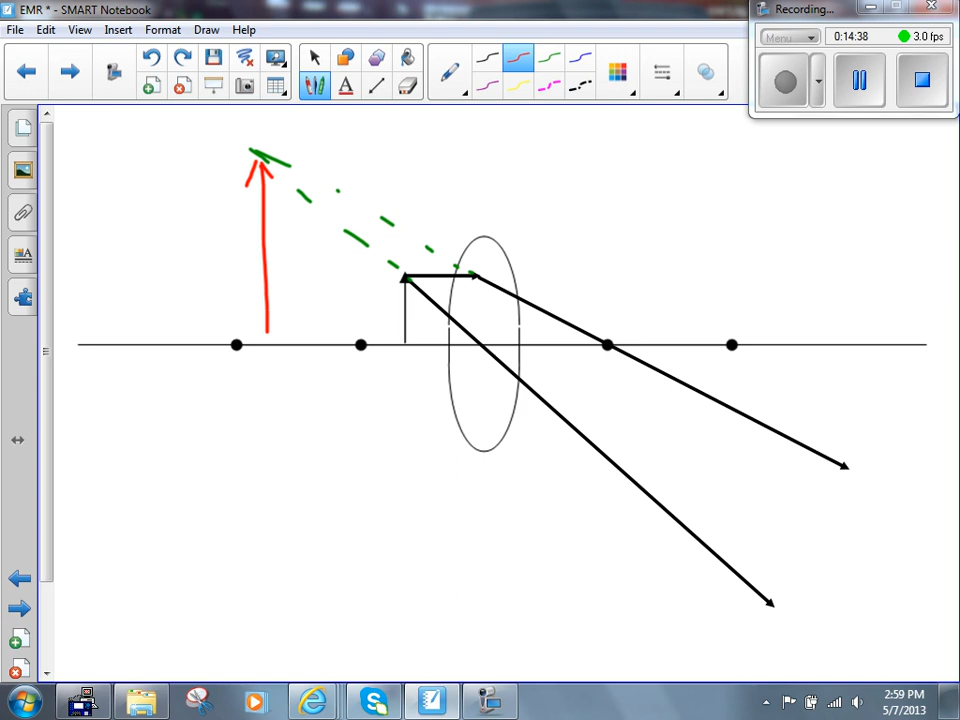 EMR * - SMART Notebook
Recording...
File Edit View Insert Format Draw Help
Menu
0:14:38
3.0 fps
A
2:59 PM
5/7/2013